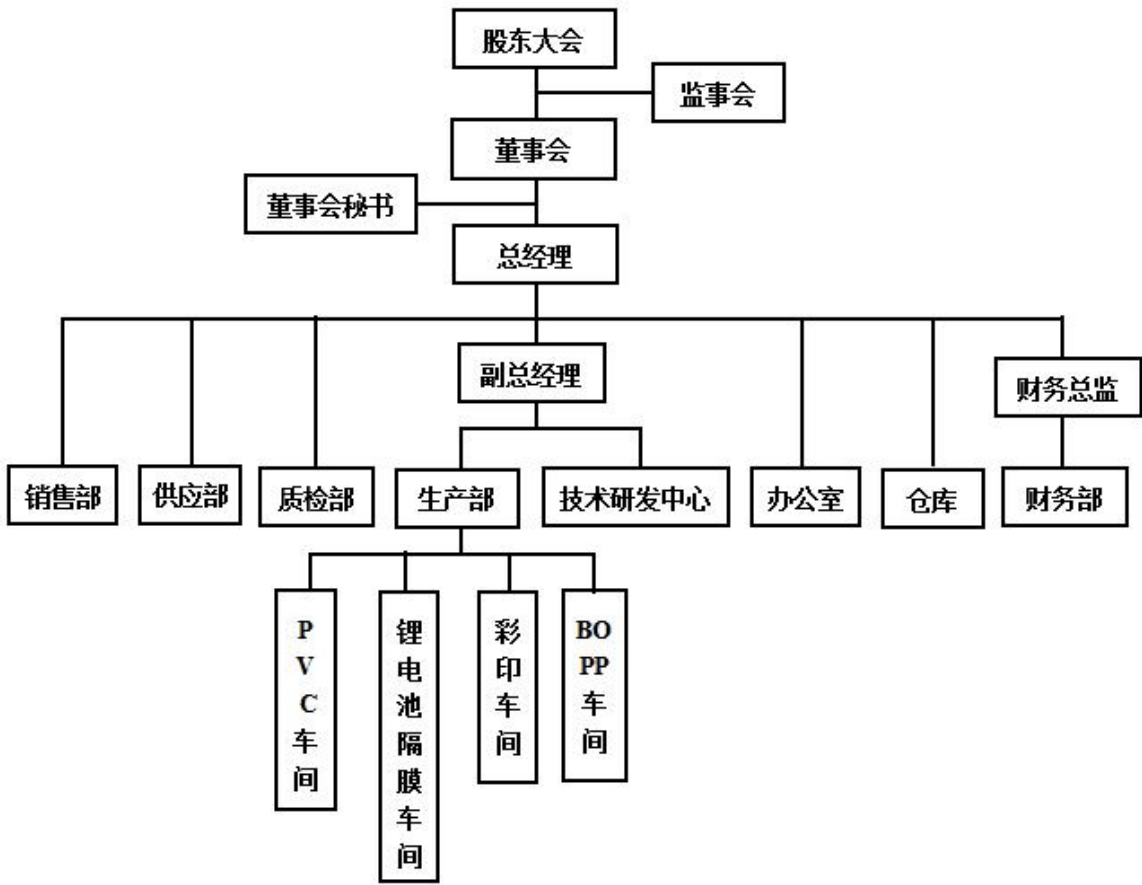 股东大会
监事会
董事会
董事会秘书
总经理
副总经理
财务总监
销售部
供应部
质检部
生产部
技术研发中心
办公室
仓库
财务部
PVC车间
锂电池隔膜车间
彩印车间
BOPP车间